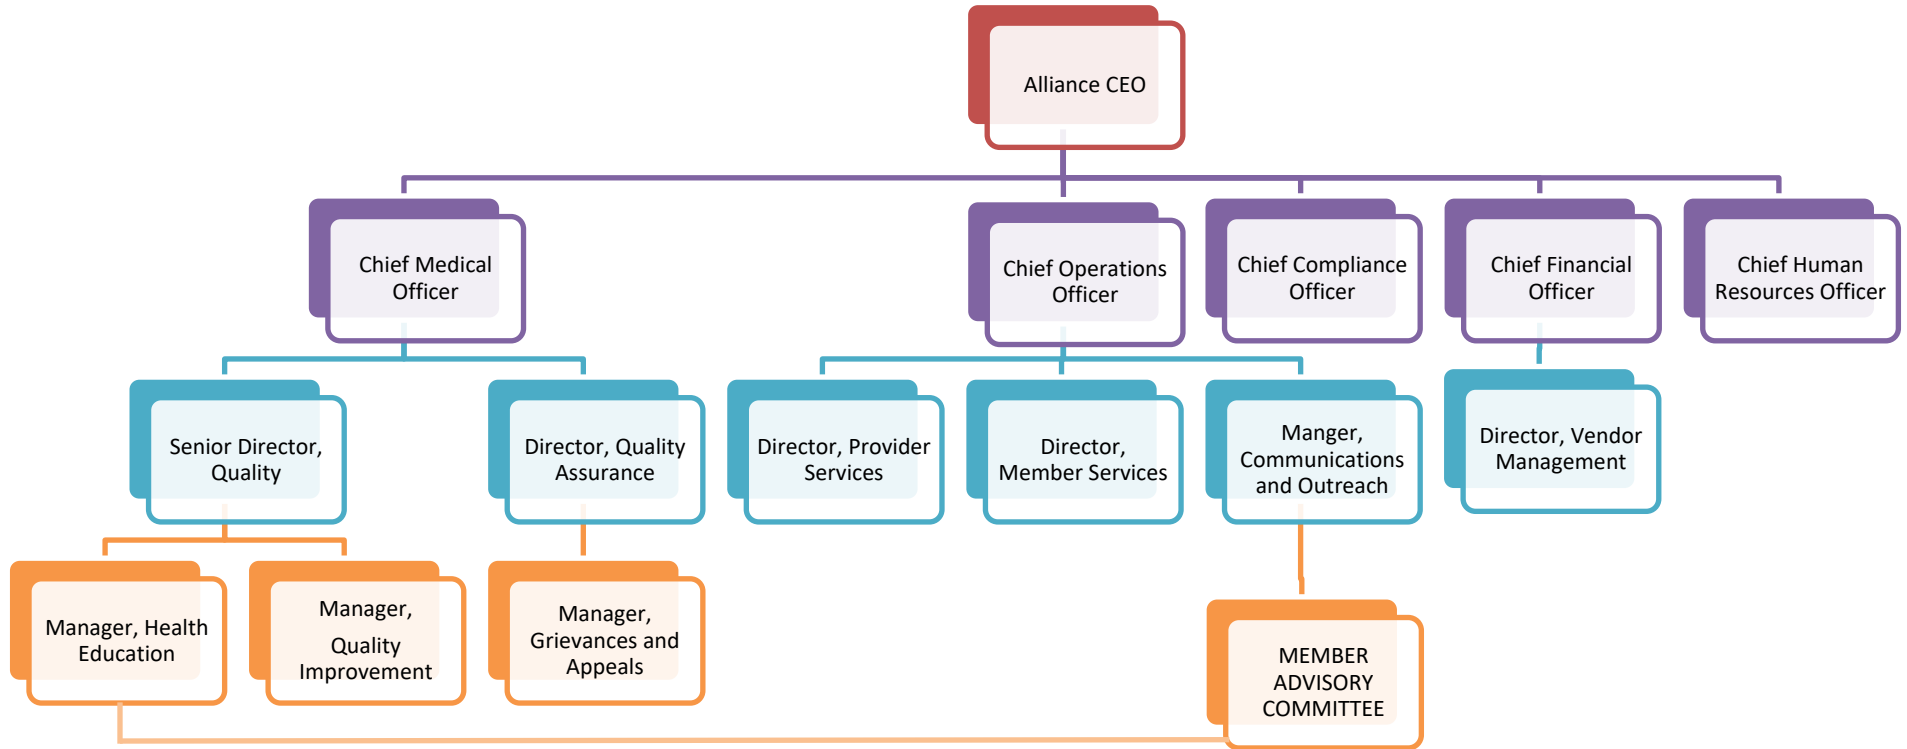 Alliance CEO
Chief Medical
Officer
Chief Operations
Officer
Chief Compliance
Officer
Chief Financial
Officer
Chief Human
Resources Officer
Senior Director,
Quality
Director, Quality
Assurance
Director, Provider
Services
Director,
Member Services
Manger,
Communications
and Outreach
Director, Vendor
Management
Manager, Health
Education
Manager,
Quality
Improvement
Manager,
Grievances and
Appeals
MEMBER
ADVISORY
COMMITTEE